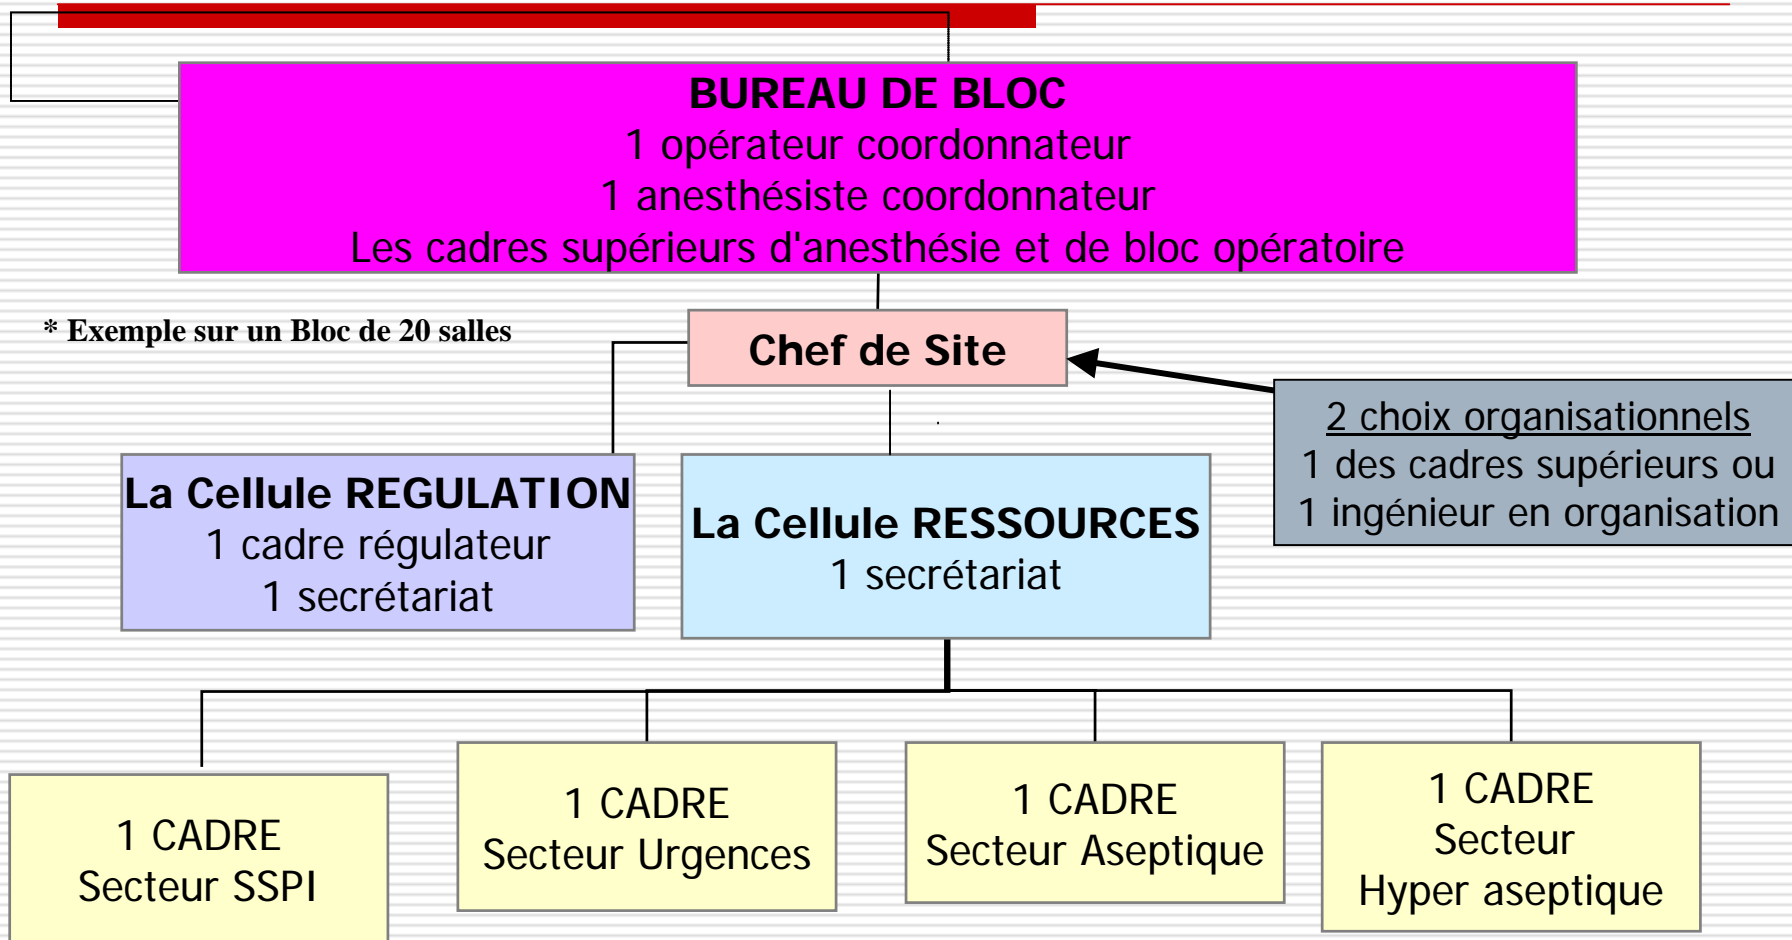 BUREAU DE BLOC
1 opérateur coordonnateur
1 anesthésiste coordonnateur
Les cadres supérieurs d'anesthésie et de bloc opératoire
* Exemple sur un Bloc de 20 salles
Chef de Site
2 choix organisationnels
1 des cadres supérieurs ou
1 ingénieur en organisation
La Cellule REGULATION
1 cadre régulateur
1 secrétariat
La Cellule RESSOURCES
1 secrétariat
1 CADRE
Secteur SSPI
1 CADRE
Secteur Urgences
1 CADRE
Secteur Aseptique
1 CADRE
Secteur
Hyper aseptique